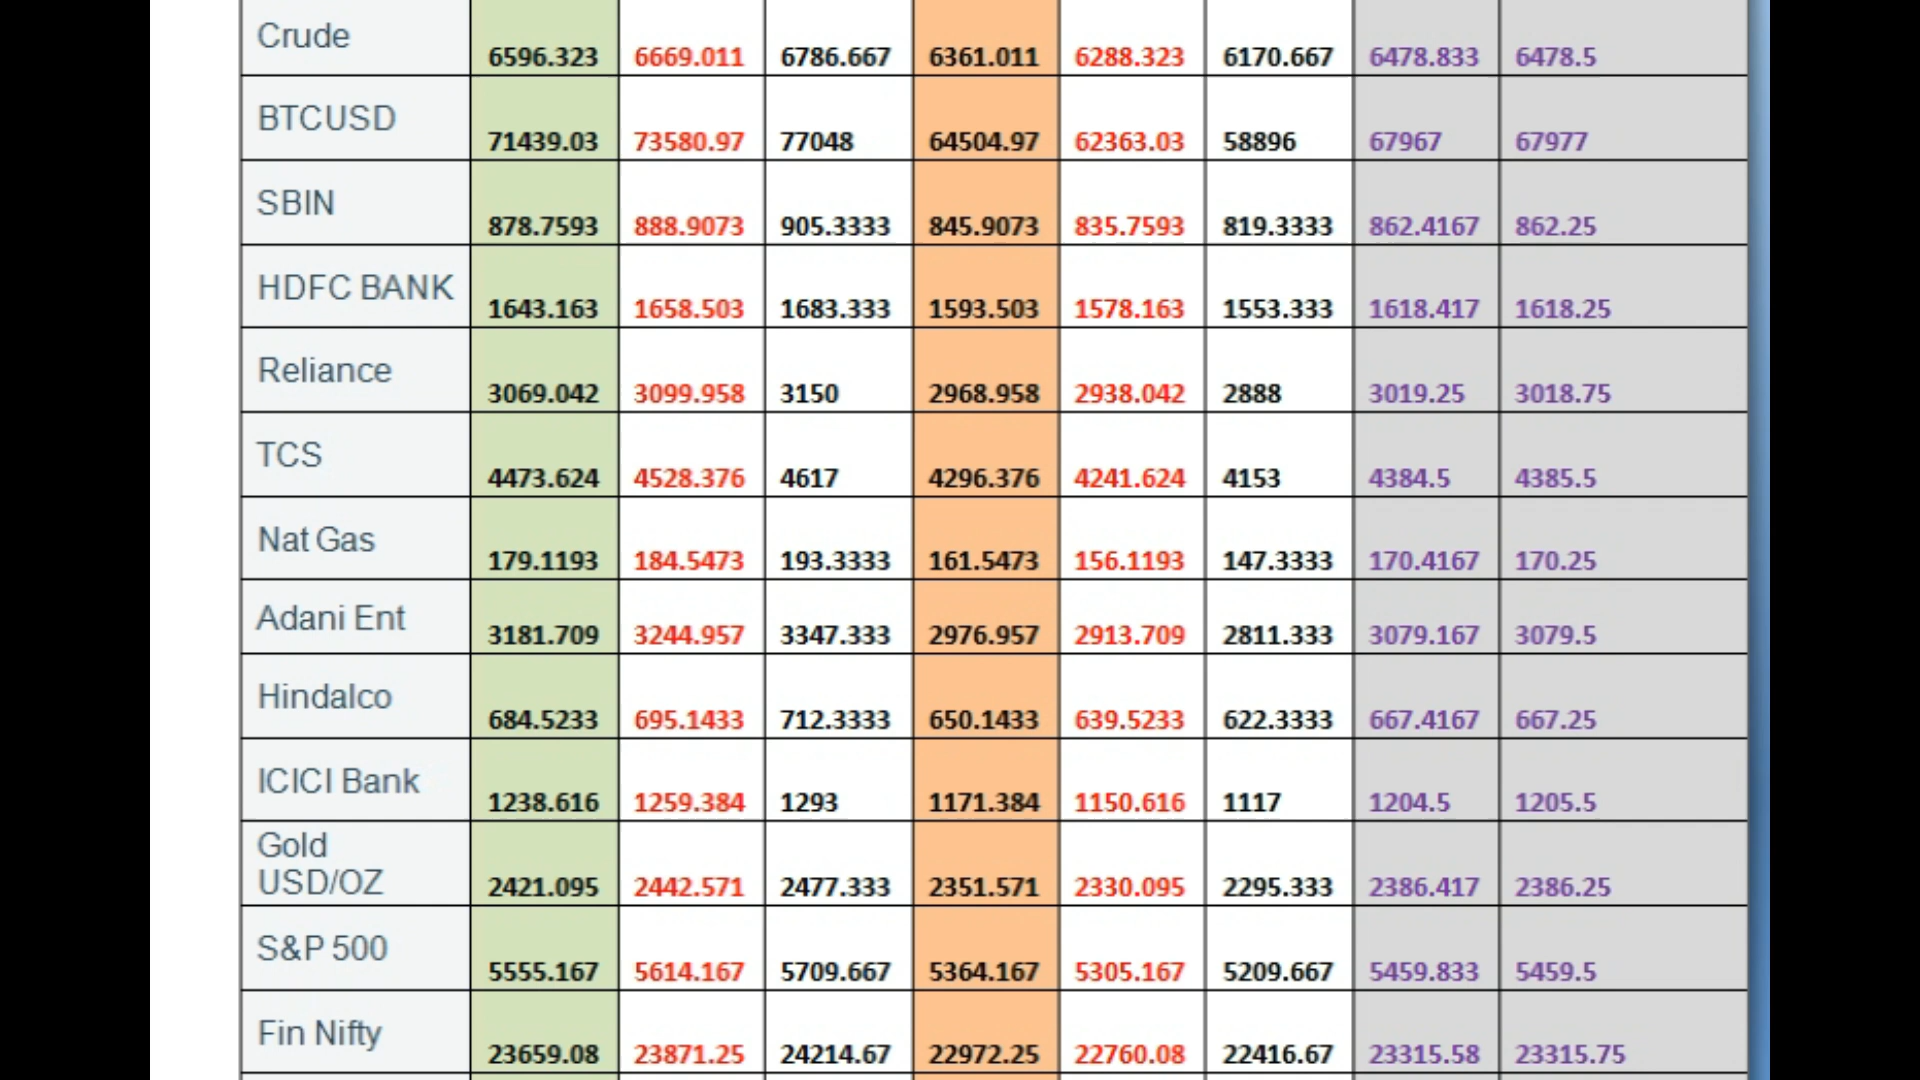 Crude 6596.323 6669.011 6786.667 6361.011 6288.323 6170.667 6478.833 6478.5
BTCUSD 71439.03 73580.97 77048 64504.97 62363.03 58896 67967 67977
SBIN 878.7593 888.9073 905.3333 845.9073 835.7593 819.3333 862.4167 862.25
HDFC BANK 1643.163 1658.503 1683.333 1593.503 1578.163 1553.333 1618.417 1618.25
Reliance 3069.042 3099.958 3150 2968.958 2938.042 2888 3019.25 3018.75
TCS 4473.624 4528.376 4617 4296.376 4241.624 4153 4384.5 4385.5
Nat Gas 179.1193 184.5473 193.3333 161.5473 156.1193 147.3333 170.4167 170.25
Adani Ent 3181.709 3244.957 3347.333 2976.957 2913.709 2811.333 3079.167 3079.5
Hindalco 684.5233 695.1433 712.3333 650.1433 639.5233 622.3333 667.4167 667.25
ICICI Bank 1238.616 1259.384 1293 1171.384 1150.616 1117 1204.5 1205.5
Gold
USD/OZ 2421.095 2442.571 2477.333 2351.571 2330.095 2295.333 2386.417 2386.25
S&P 500 5555.167 5614.167 5709.667 5364.167 5305.167 5209.667 5459.833 5459.5
Fin Nifty 23659.08 23871.25 24214.67 22972.25 22760.08 22416.67 23315.58 23315.75